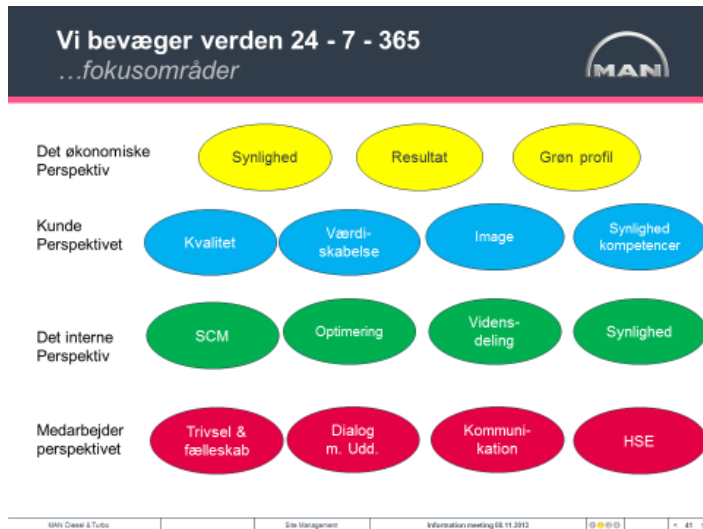 Vi bevæger verden 24 - 7 - 365
...fokusområder
MAN
Det økonomiske
Perspektiv
Synlighed
Resultat
Grøn profil
Kunde
Perspektivet
Kvalitet
Værdi-
skabelse
Image
Synlighed
kompetencer
Det interne
Perspektiv
SCM
Optimering
Videns-
deling
Synlighed
Medarbejder
perspektivet
Trivsel &
fælleskab
Dialog
m. Udd.
Kommuni-
kation
HSE
MAN Diesel & Turbo
Site Management
Information meeting 08.11.2013
< 41